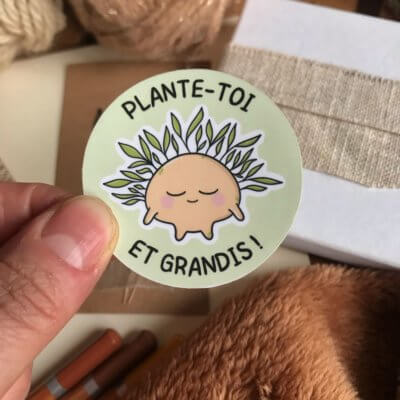 PLANTE-TOI
ET GRANDIS !